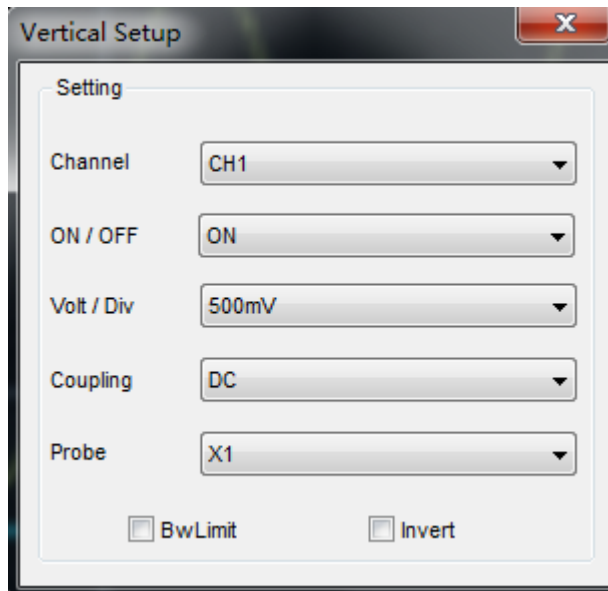 Vertical Setup
Setting
Channel CH1
ON / OFF ON
Volt / Div 500mV
Coupling DC
Probe X1
BwLimit Invert